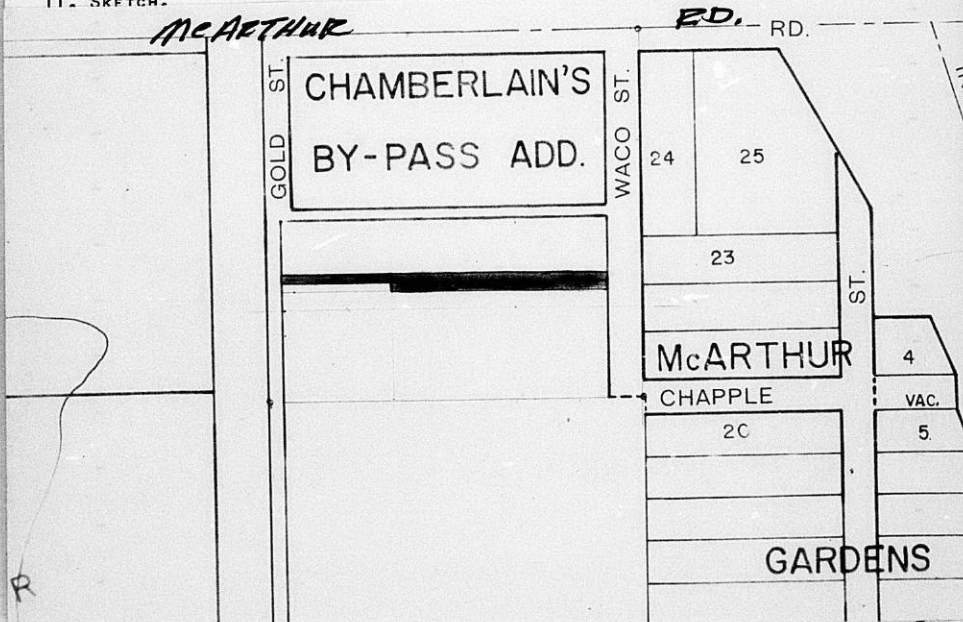 11. SKETCH.
McARTHUR RD. RD.
GOLD ST.
CHAMBERLAIN'S
BY-PASS ADD.
WACO ST.
24
25
23
ST.
McARTHUR
4
CHAPPLE
VAC.
20
5.
GARDENS
R